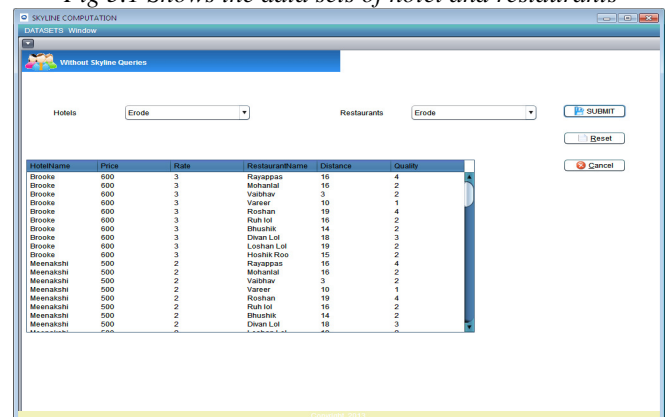 Fig 5.1 Shows the data sets of hotel and restaurants
SKYLINE COMPUTATION
DATASETS Window
Without Skyline Queries
Hotels Erode Restaurants Erode SUBMIT
Reset
Cancel
HotelName Price Rate RestaurantName Distance Quality
Brooke 600 3 Rayappas 16 4
Brooke 600 3 Mohanlal 16 2
Brooke 600 3 Vaibhav 3 2
Brooke 600 3 Vareer 10 1
Brooke 600 3 Roshan 19 4
Brooke 600 3 Ruh lol 16 2
Brooke 600 3 Bhushik 14 2
Brooke 600 3 Divan Lol 18 3
Brooke 600 3 Loshan Lol 19 2
Brooke 600 3 Hoshik Roo 15 2
Meenakshi 500 2 Rayappas 16 4
Meenakshi 500 2 Mohanlal 16 2
Meenakshi 500 2 Vaibhav 3 2
Meenakshi 500 2 Vareer 10 1
Meenakshi 500 2 Roshan 19 4
Meenakshi 500 2 Ruh lol 16 2
Meenakshi 500 2 Bhushik 14 2
Meenakshi 500 2 Divan Lol 18 3